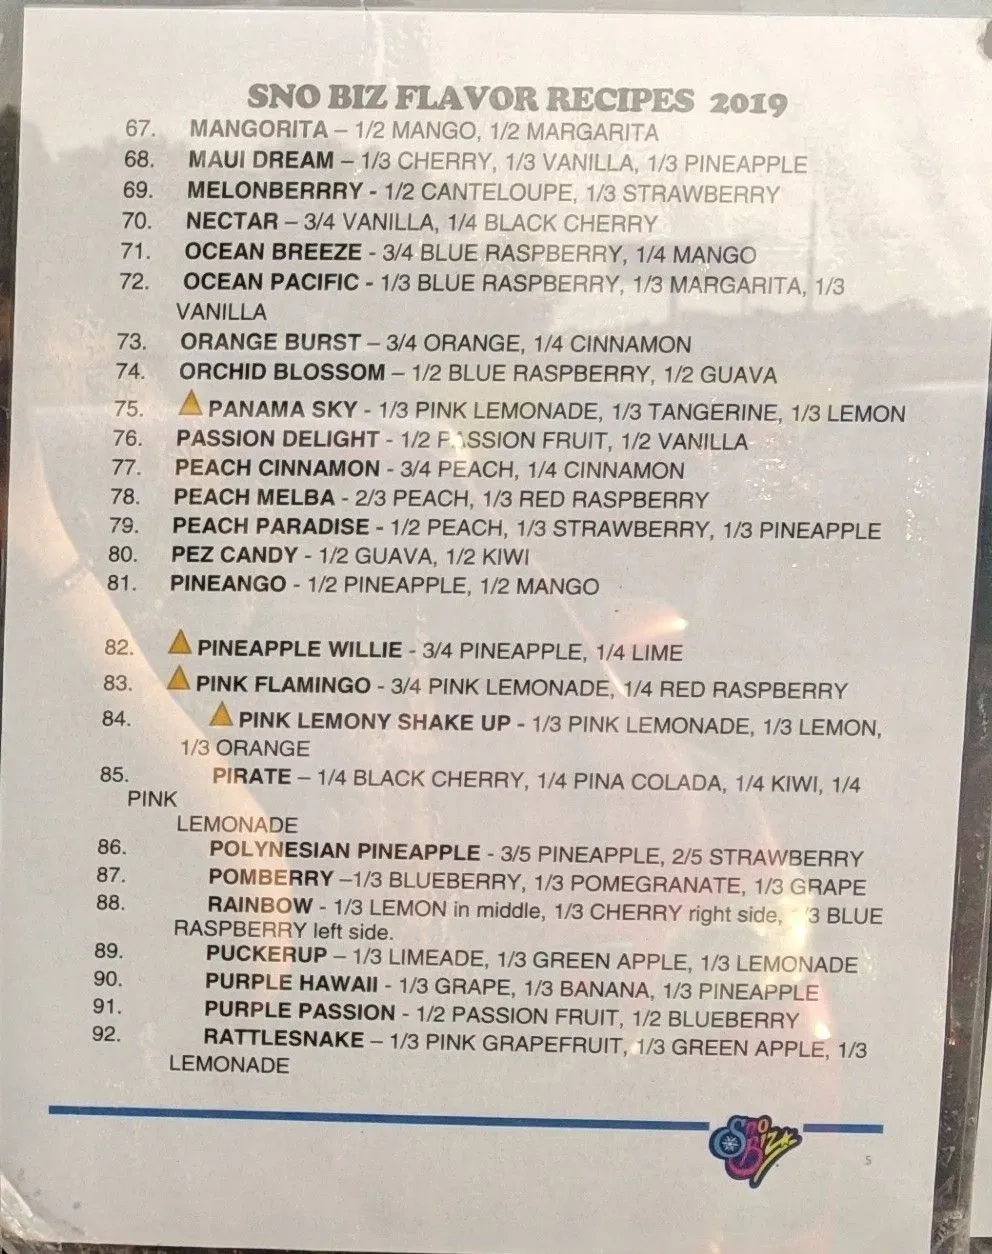 SNO BIZ FLAVOR RECIPES 2019
67. MANGORITA – 1/2 MANGO, 1/2 MARGARITA
68. MAUI DREAM – 1/3 CHERRY, 1/3 VANILLA, 1/3 PINEAPPLE
69. MELONBERRRY - 1/2 CANTELOUPE, 1/3 STRAWBERRY
70. NECTAR – 3/4 VANILLA, 1/4 BLACK CHERRY
71. OCEAN BREEZE - 3/4 BLUE RASPBERRY, 1/4 MANGO
72. OCEAN PACIFIC - 1/3 BLUE RASPBERRY, 1/3 MARGARITA, 1/3
VANILLA
73. ORANGE BURST – 3/4 ORANGE, 1/4 CINNAMON
74. ORCHID BLOSSOM – 1/2 BLUE RASPBERRY, 1/2 GUAVA
75. PANAMA SKY - 1/3 PINK LEMONADE, 1/3 TANGERINE, 1/3 LEMON
76. PASSION DELIGHT - 1/2 PASSION FRUIT, 1/2 VANILLA
77. PEACH CINNAMON - 3/4 PEACH, 1/4 CINNAMON
78. PEACH MELBA - 2/3 PEACH, 1/3 RED RASPBERRY
79. PEACH PARADISE - 1/2 PEACH, 1/3 STRAWBERRY, 1/3 PINEAPPLE
80. PEZ CANDY - 1/2 GUAVA, 1/2 KIWI
81. PINEANGO - 1/2 PINEAPPLE, 1/2 MANGO
82. PINEAPPLE WILLIE - 3/4 PINEAPPLE, 1/4 LIME
83. PINK FLAMINGO - 3/4 PINK LEMONADE, 1/4 RED RASPBERRY
84. PINK LEMONY SHAKE UP - 1/3 PINK LEMONADE, 1/3 LEMON,
1/3 ORANGE
85. PIRATE – 1/4 BLACK CHERRY, 1/4 PINA COLADA, 1/4 KIWI, 1/4
PINK
LEMONADE
86. POLYNESIAN PINEAPPLE - 3/5 PINEAPPLE, 2/5 STRAWBERRY
87. POMBERRY –1/3 BLUEBERRY, 1/3 POMEGRANATE, 1/3 GRAPE
88. RAINBOW - 1/3 LEMON in middle, 1/3 CHERRY right side, /3 BLUE
RASPBERRY left side.
89. PUCKERUP – 1/3 LIMEADE, 1/3 GREEN APPLE, 1/3 LEMONADE
90. PURPLE HAWAII - 1/3 GRAPE, 1/3 BANANA, 1/3 PINEAPPLE
91. PURPLE PASSION - 1/2 PASSION FRUIT, 1/2 BLUEBERRY
92. RATTLESNAKE – 1/3 PINK GRAPEFRUIT, 1/3 GREEN APPLE, 1/3
LEMONADE
SNO
BIZ
5